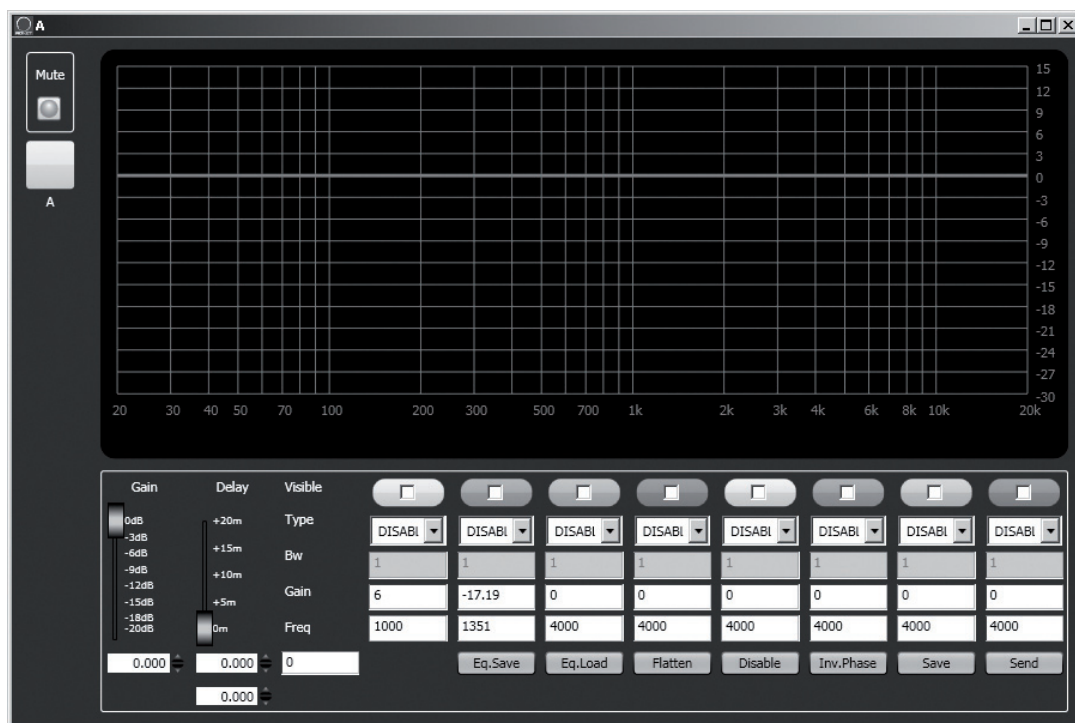 A
Mute
A
15
12
9
6
3
0
-3
-6
-9
-12
-15
-18
-21
-24
-27
-30
20 30 40 50 70 100 200 300 500 700 1k 2k 3k 4k 6k 8k 10k 20k
Gain Delay Visible
0dB
-3dB
-6dB
-9dB
-12dB
-15dB
-18dB
-20dB
+20m
+15m
+10m
+5m
0m
Type DISABL DISABL DISABL DISABL DISABL DISABL DISABL DISABL
Bw 1 1 1 1 1 1 1 1
Gain 6 -17.19 0 0 0 0 0 0
Freq 1000 1351 4000 4000 4000 4000 4000 4000
0.000 0.000 0 Eq.Save Eq.Load Flatten Disable Inv.Phase Save Send
0.000